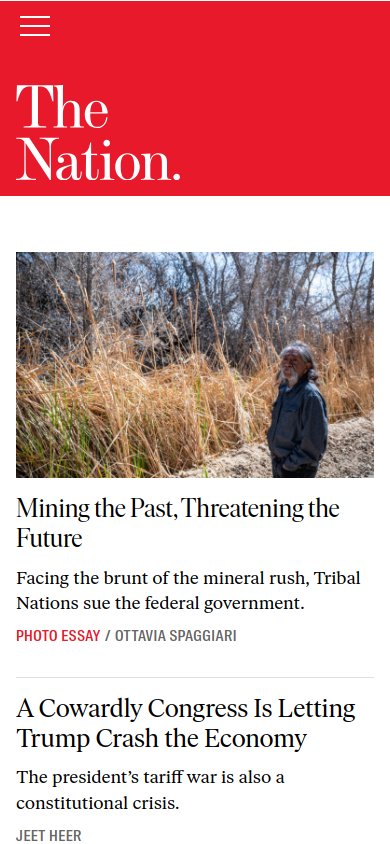 The
Nation.
Mining the Past, Threatening the
Future
Facing the brunt of the mineral rush, Tribal
Nations sue the federal government.
PHOTO ESSAY / OTTAVIA SPAGGIARI
A Cowardly Congress Is Letting
Trump Crash the Economy
The president’s tariff war is also a
constitutional crisis.
JEET HEER